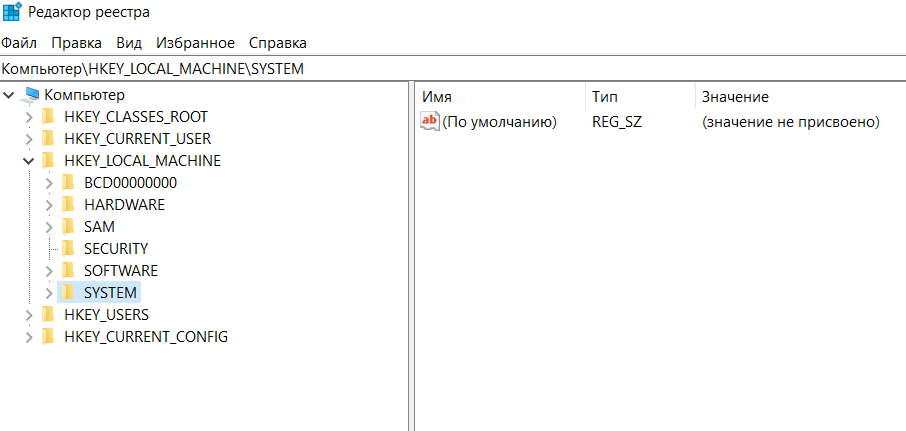 Редактор реестра
Файл Правка Вид Избранное Справка
Компьютер\HKEY_LOCAL_MACHINE\SYSTEM
Компьютер
HKEY_CLASSES_ROOT
HKEY_CURRENT_USER
HKEY_LOCAL_MACHINE
BCD00000000
HARDWARE
SAM
SECURITY
SOFTWARE
SYSTEM
HKEY_USERS
HKEY_CURRENT_CONFIG
Имя Тип Значение
ab (По умолчанию) REG_SZ (значение не присвоено)